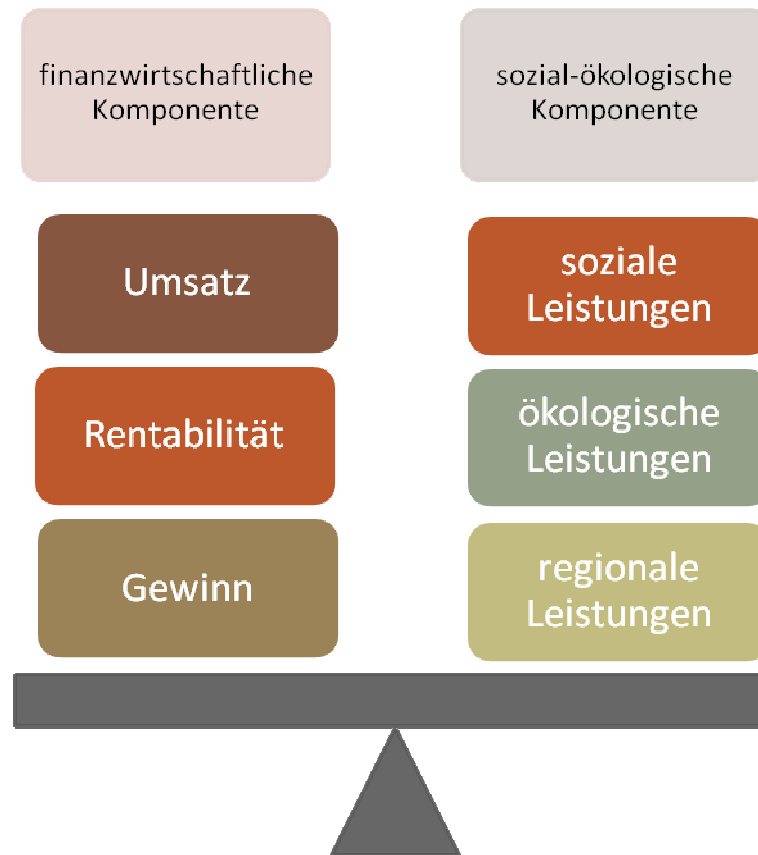 finanzwirtschaftliche
Komponente
Umsatz
Rentabilität
Gewinn
sozial-ökologische
Komponente
soziale
Leistungen
ökologische
Leistungen
regionale
Leistungen